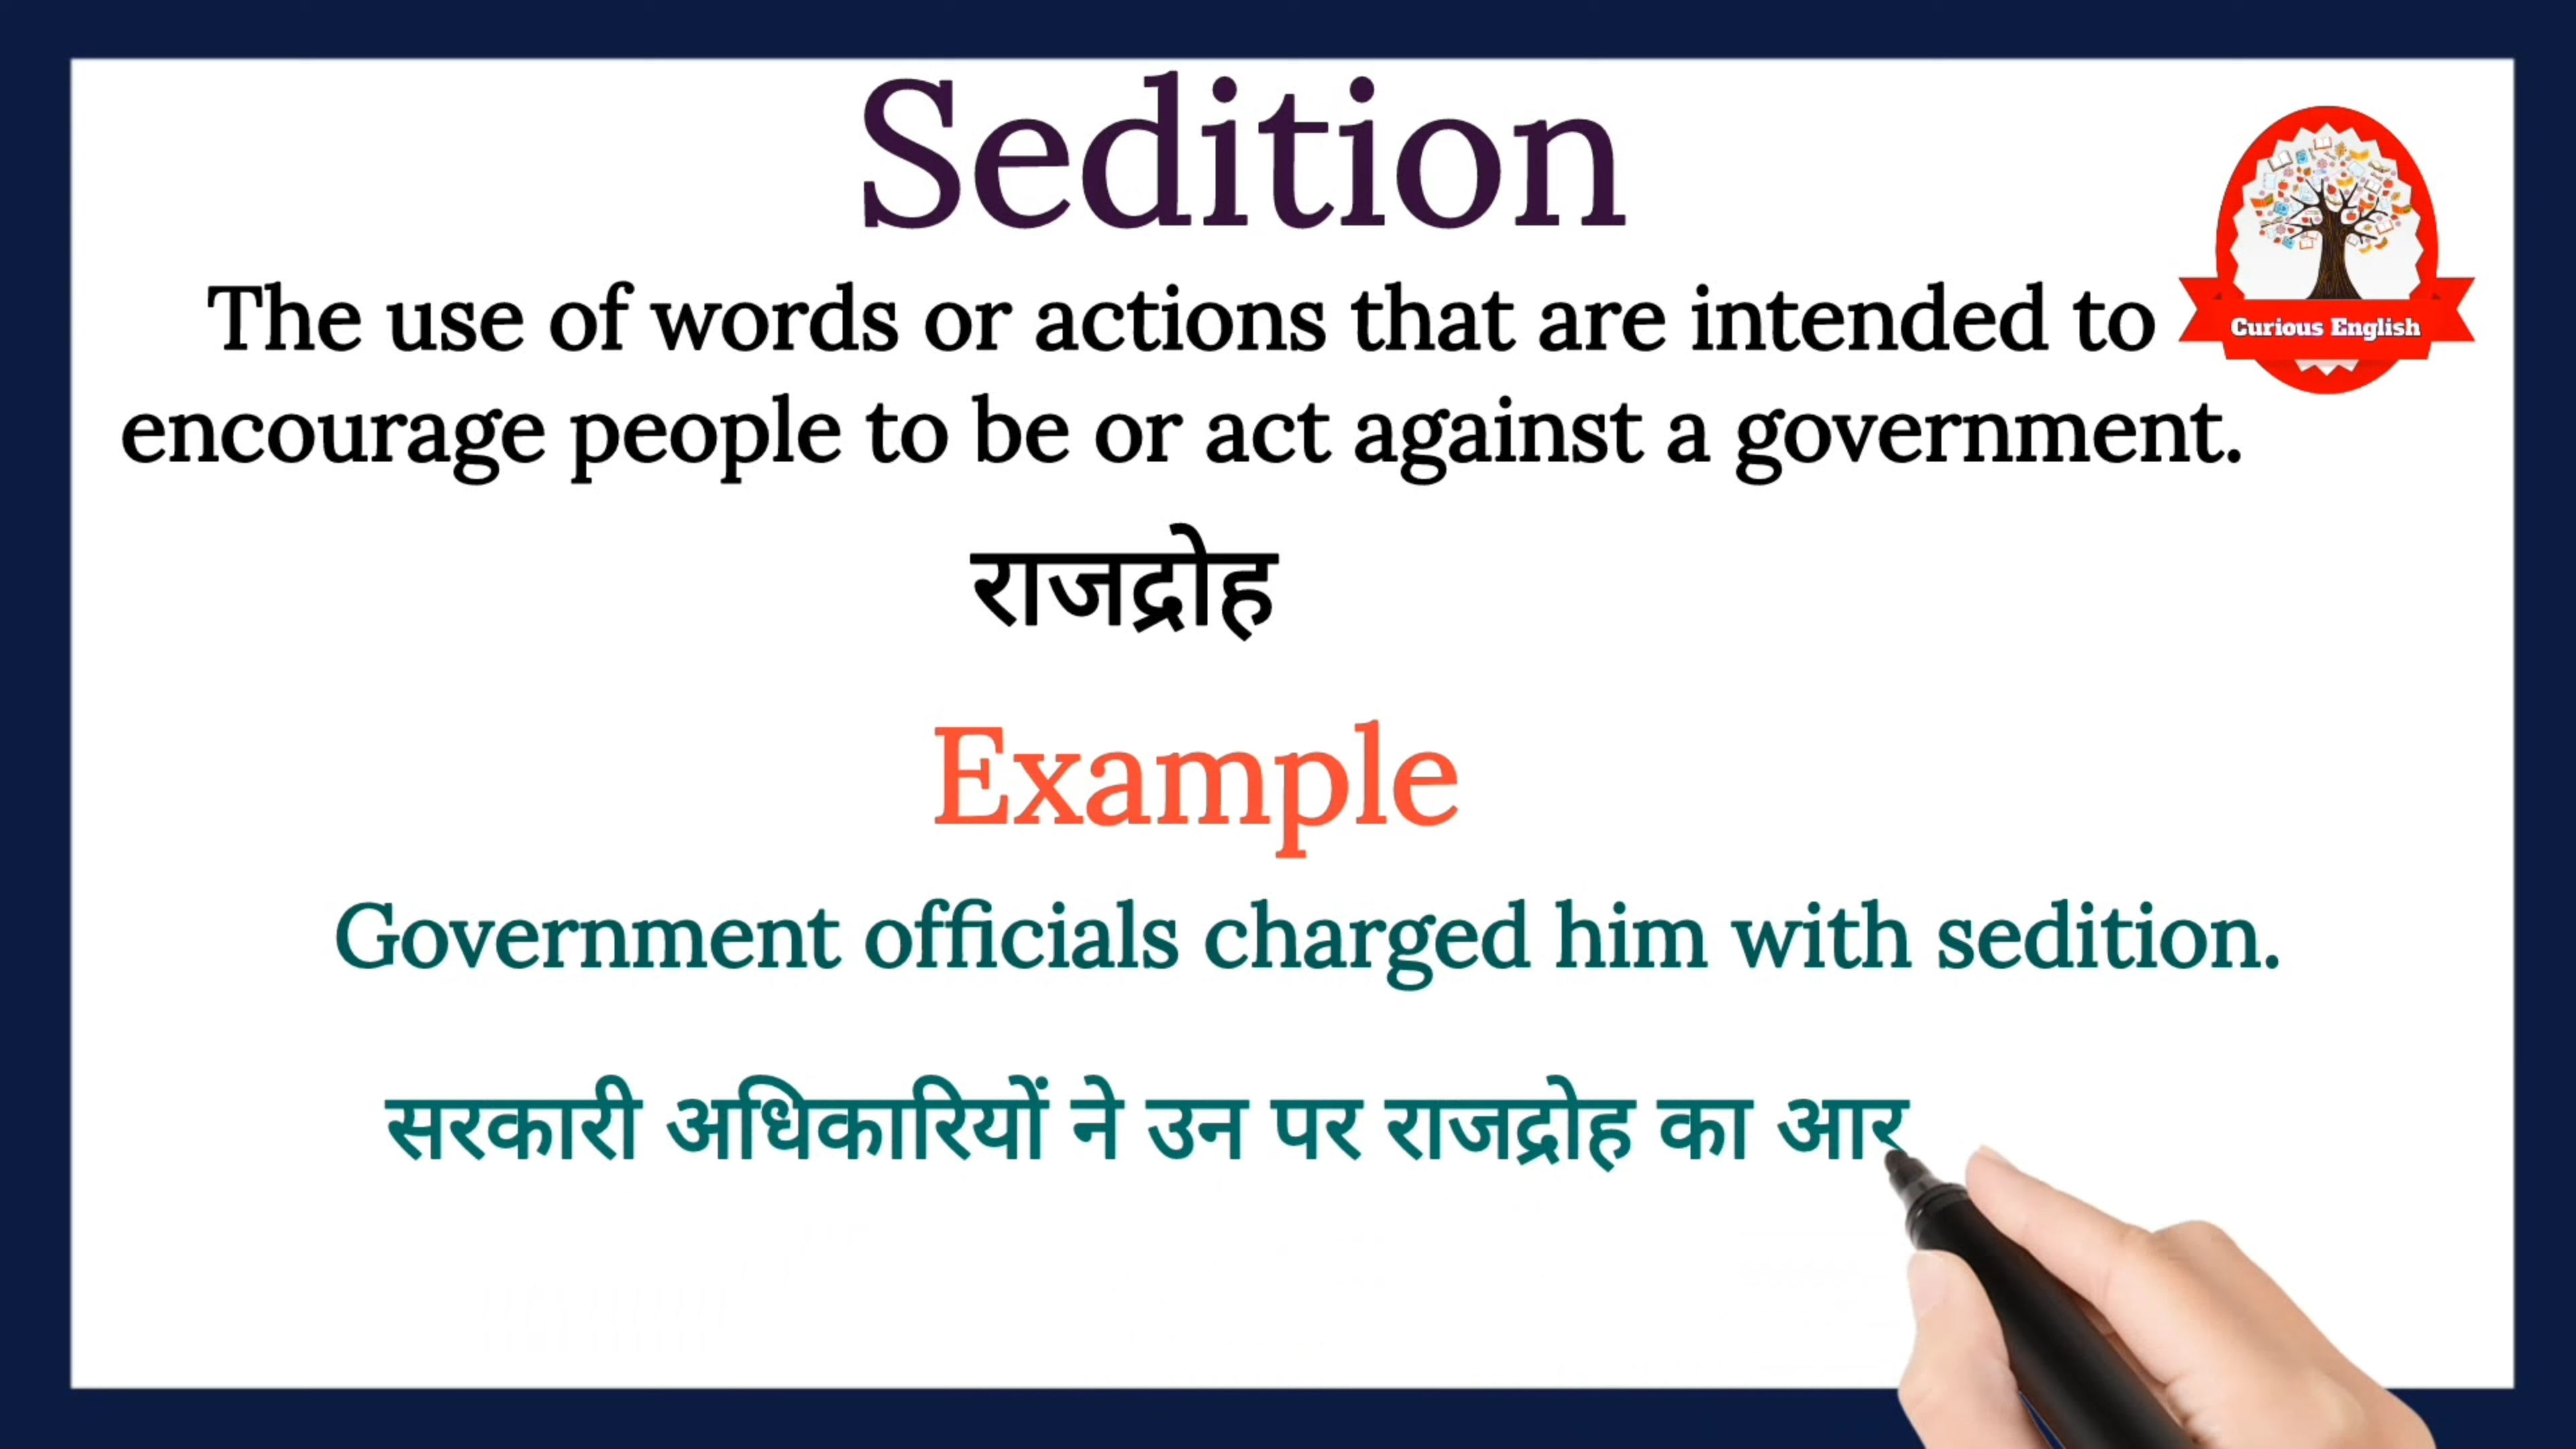 Sedition
The use of words or actions that are intended to
Curious English
encourage people to be or act against a government.
राजद्रोह
Example
Government officials charged him with sedition.
सरकारी अधिकारियों ने उन पर राजद्रोह का आर